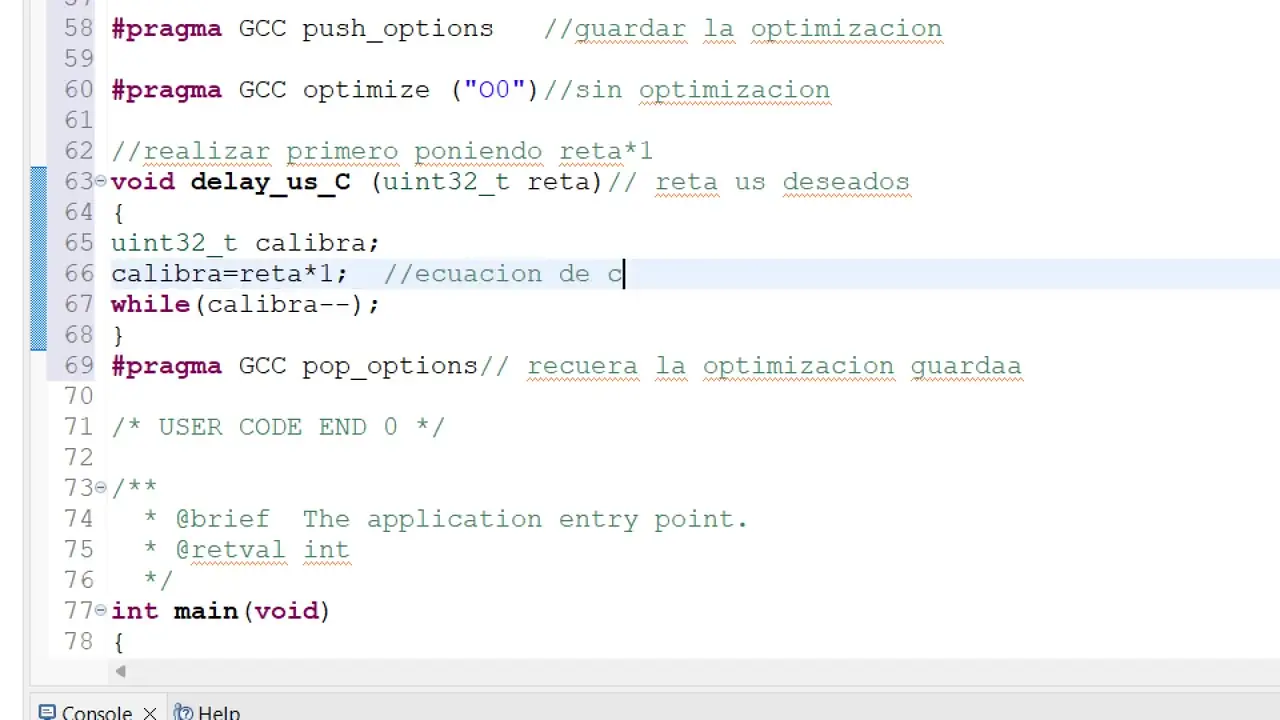 58 #pragma GCC push_options //guardar la optimizacion
59
60 #pragma GCC optimize ("O0")//sin optimizacion
61
62 //realizar primero poniendo reta*1
63 void delay_us_C (uint32_t reta)// reta us deseados
64 {
65 uint32_t calibra;
66 calibra=reta*1; //ecuacion de c
67 while(calibra--);
68 }
69 #pragma GCC pop_options// recuera la optimizacion guardaa
70
71 /* USER CODE END 0 */
72
73 /**
74 * @brief The application entry point.
75 * @retval int
76 */
77 int main(void)
78 {
Console Help